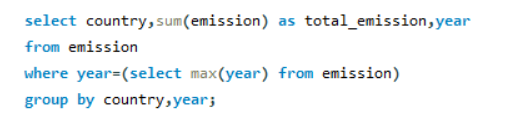 select country,sum(emission) as total_emission,year
from emission
where year=(select max(year) from emission)
group by country,year;